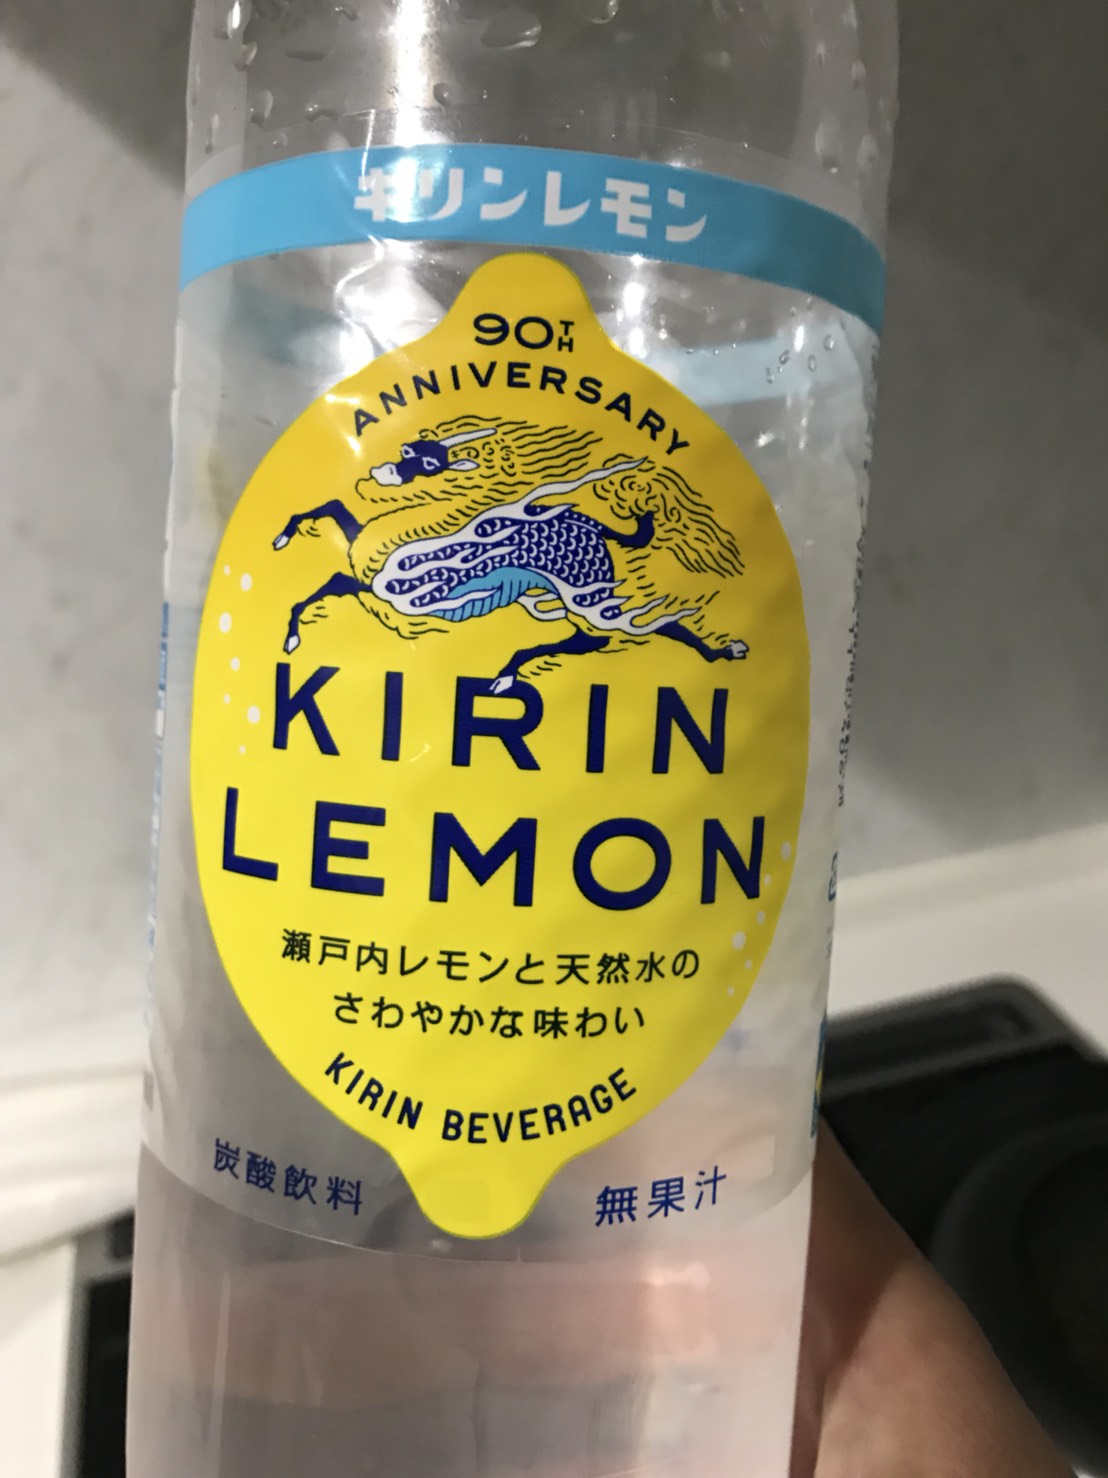 キリンレモン
90TH
ANNIVERSARY
KIRIN
LEMON
瀬戸内レモンと天然水の
さわやかな味わい
KIRIN BEVERAGE
炭酸飲料
無果汁